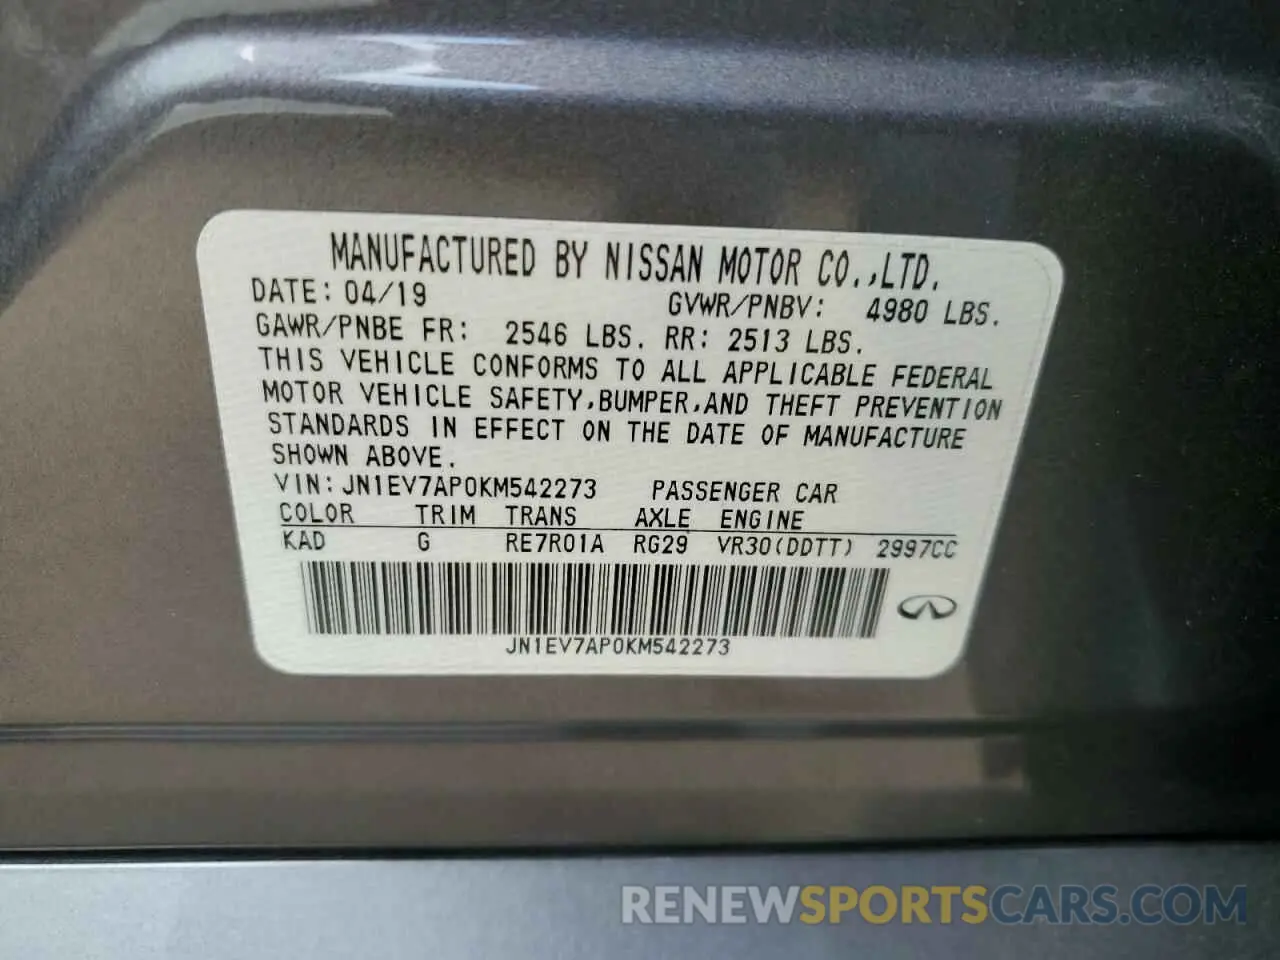 MANUFACTURED BY NISSAN MOTOR CO.,LTD.
DATE: 04/19 GVWR/PNBV: 4980 LBS.
GAWR/PNBE FR: 2546 LBS. RR: 2513 LBS.
THIS VEHICLE CONFORMS TO ALL APPLICABLE FEDERAL
MOTOR VEHICLE SAFETY,BUMPER,AND THEFT PREVENTION
STANDARDS IN EFFECT ON THE DATE OF MANUFACTURE
SHOWN ABOVE.
VIN: JN1EV7AP0KM542273 PASSENGER CAR
COLOR TRIM TRANS AXLE ENGINE
KAD G RE7R01A RG29 VR30(DDTT) 2997CC
JN1EV7AP0KM542273
RENEWSPORTSCARS.COM